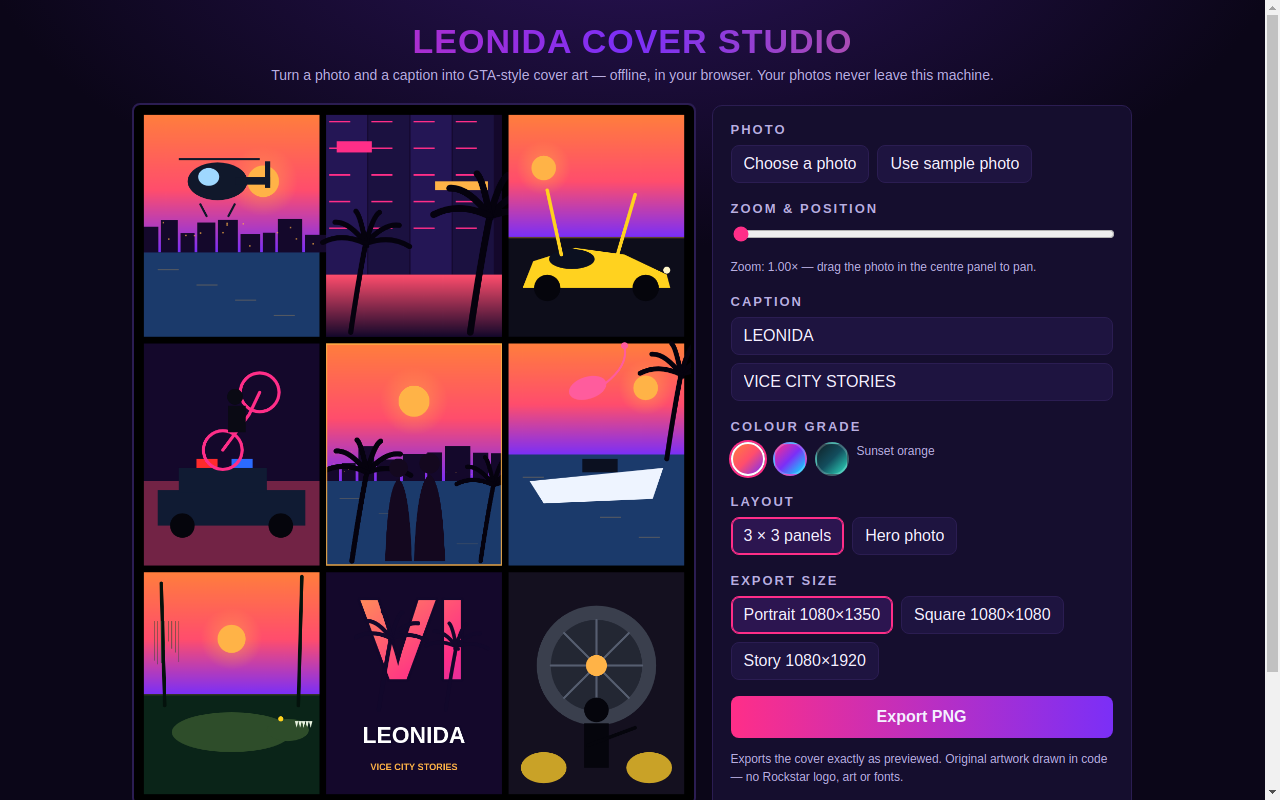 LEONIDA COVER STUDIO
Turn a photo and a caption into GTA-style cover art — offline, in your browser. Your photos never leave this machine.
VI
LEONIDA
VICE CITY STORIES
PHOTO
Choose a photo
Use sample photo
ZOOM & POSITION
Zoom: 1.00× — drag the photo in the centre panel to pan.
CAPTION
LEONIDA
VICE CITY STORIES
COLOUR GRADE
Sunset orange
LAYOUT
3 × 3 panels
Hero photo
EXPORT SIZE
Portrait 1080×1350
Square 1080×1080
Story 1080×1920
Export PNG
Exports the cover exactly as previewed. Original artwork drawn in code
— no Rockstar logo, art or fonts.